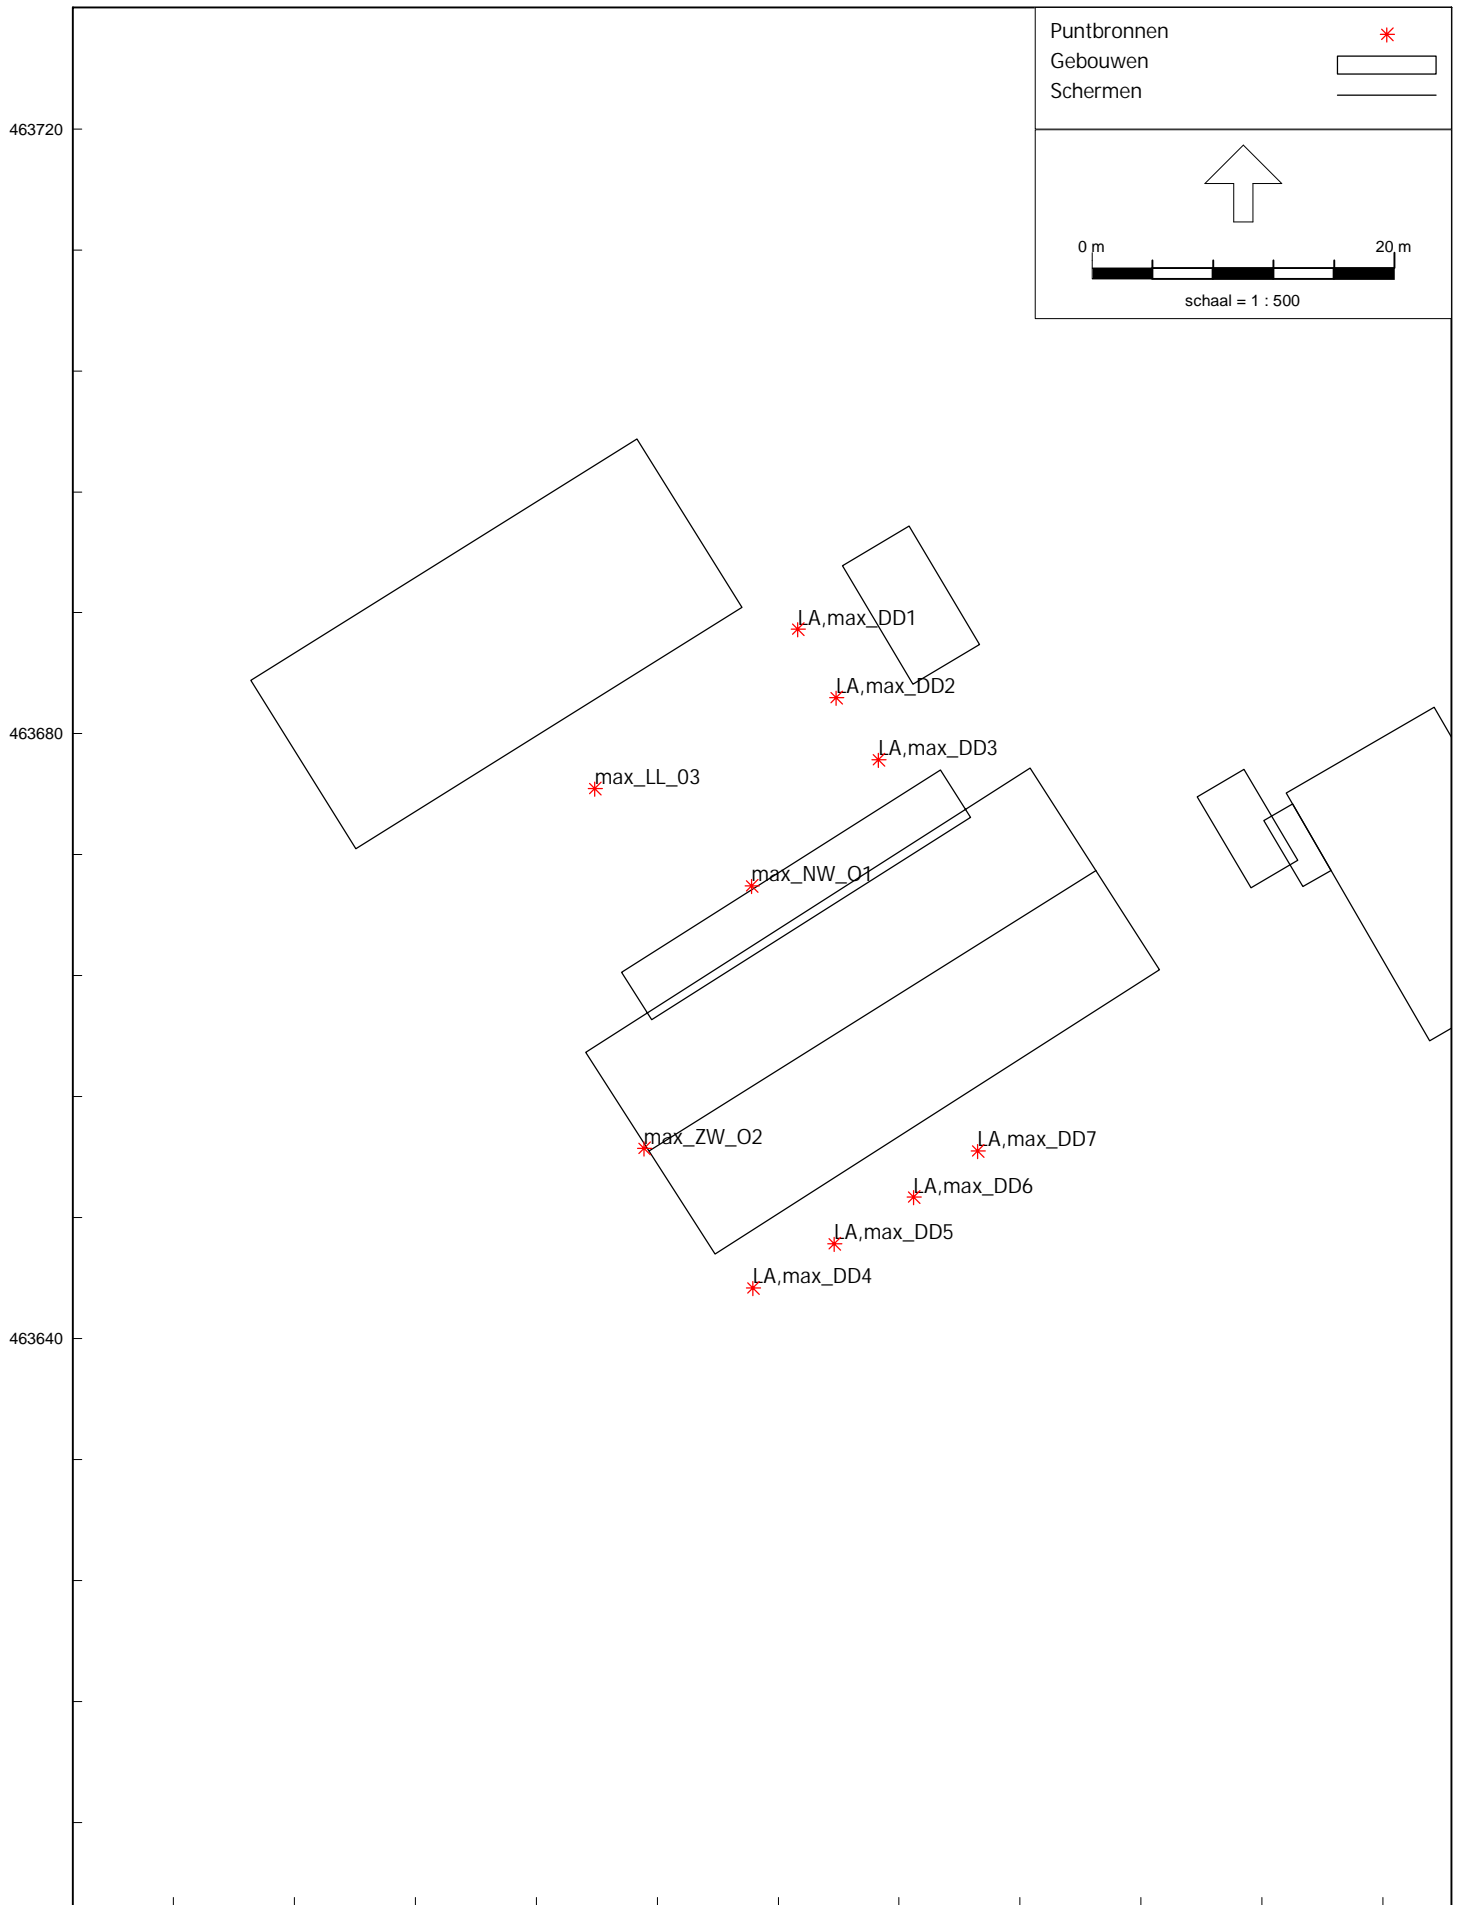 Puntbronnen
Gebouwen
Schermen
463720
0 m 20 m
schaal = 1 : 500
LA,max_DD1
LA,max_DD2
463680
LA,max_DD3
max_LL_03
max_NW_O1
max_ZW_O2
LA,max_DD7
LA,max_DD6
LA,max_DD5
LA,max_DD4
463640